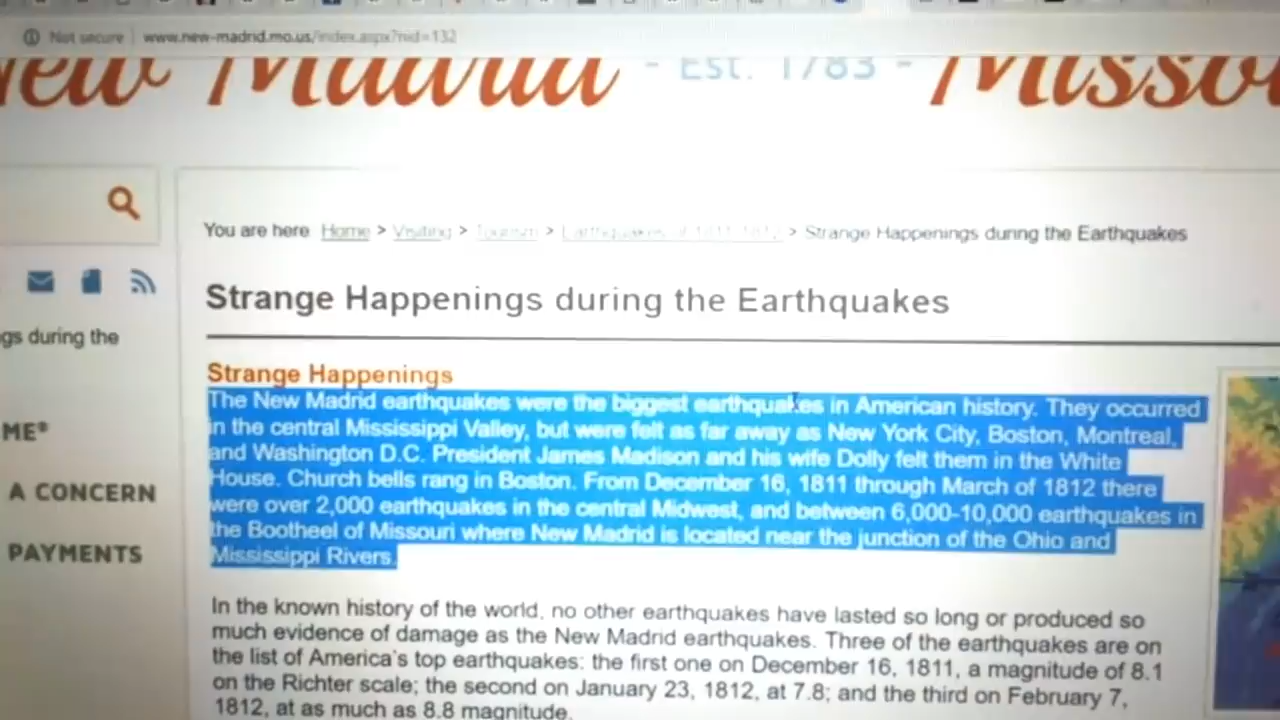 Not secure www.new-madrid.mo.us/index.aspx?nid=132
New Madrid - Est. 1783 -
You are here Home > Visiting > Tourism > Earthquakes of 1811-1812 > Strange Happenings during the Earthquakes
Strange Happenings during the Earthquakes
gs during the
ME®
A CONCERN
PAYMENTS
Strange Happenings
The New Madrid earthquakes were the biggest earthquakes in American history. They occurred
in the central Mississippi Valley, but were felt as far away as New York City, Boston, Montreal,
and Washington D.C. President James Madison and his wife Dolly felt them in the White
House. Church bells rang in Boston. From December 16, 1811 through March of 1812 there
were over 2,000 earthquakes in the central Midwest, and between 6,000-10,000 earthquakes in
the Bootheel of Missouri where New Madrid is located near the junction of the Ohio and
Mississippi Rivers.
In the known history of the world, no other earthquakes have lasted so long or produced so
much evidence of damage as the New Madrid earthquakes. Three of the earthquakes are on
the list of America's top earthquakes: the first one on December 16, 1811, a magnitude of 8.1
on the Richter scale; the second on January 23, 1812, at 7.8; and the third on February 7,
1812, at as much as 8.8 magnitude.